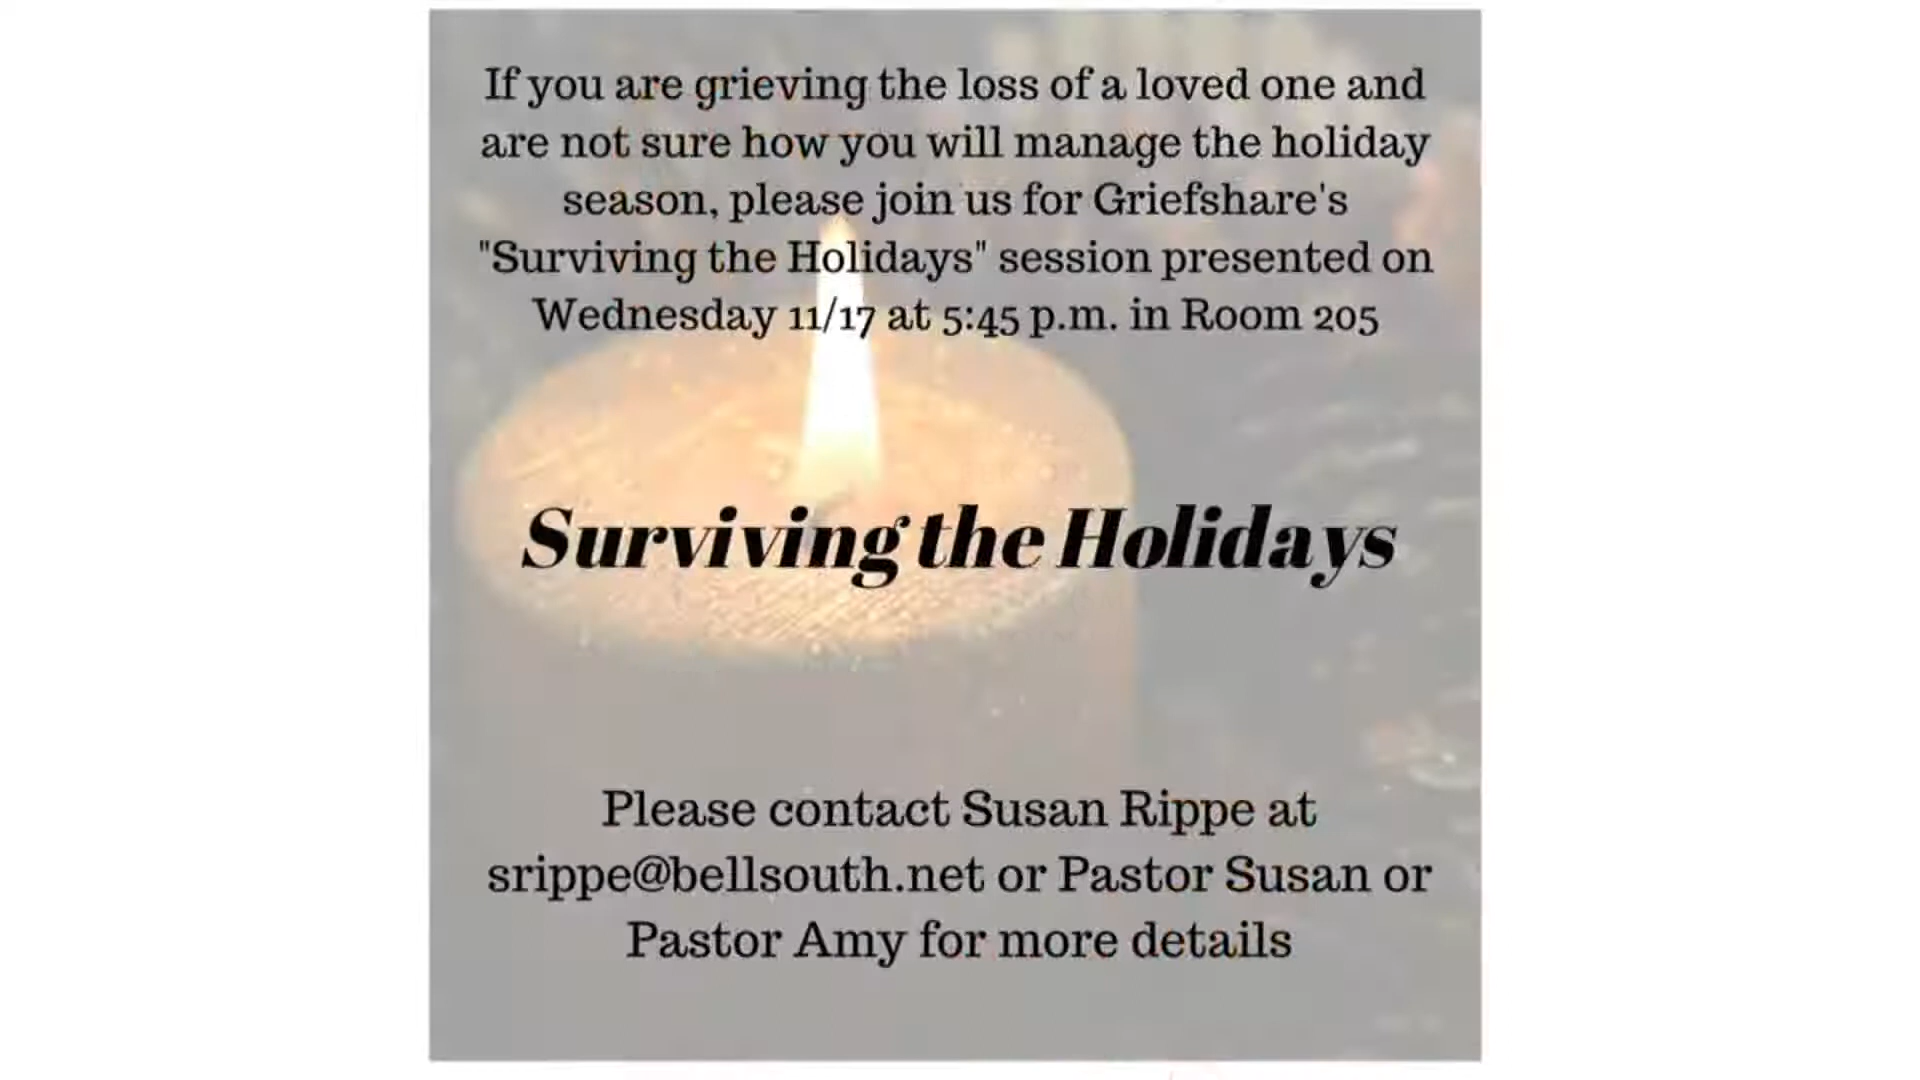 If you are grieving the loss of a loved one and
are not sure how you will manage the holiday
season, please join us for Griefshare's
"Surviving the Holidays" session presented on
Wednesday 11/17 at 5:45 p.m. in Room 205
Surviving the Holidays
Please contact Susan Rippe at
srippe@bellsouth.net or Pastor Susan or
Pastor Amy for more details